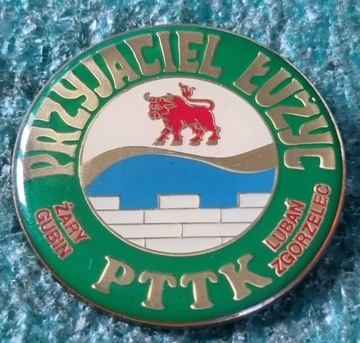 PRZYJACIEL ŁUŻYC
ŻARY
GUBIN
LUBAŃ
ZGORZELEC
PTTK